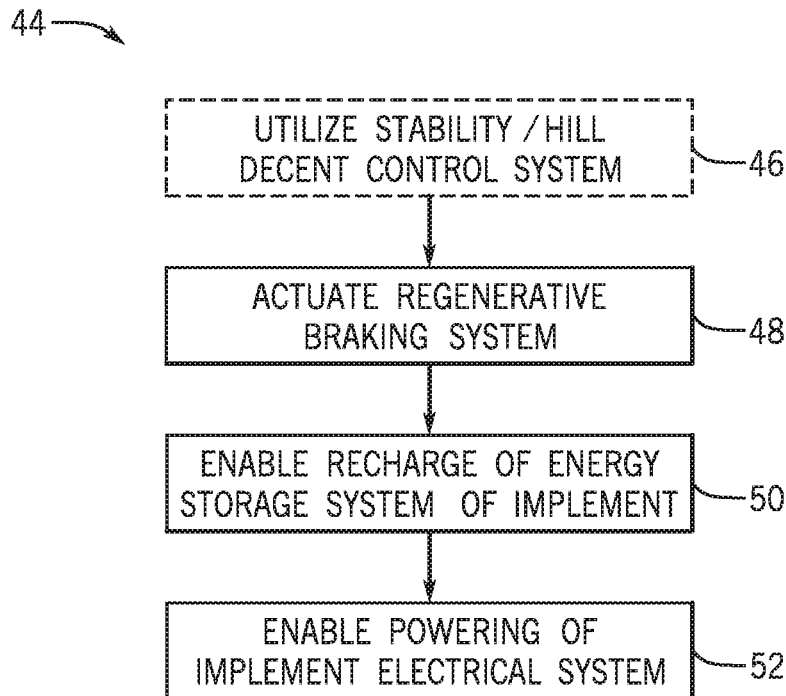 44
UTILIZE STABILITY / HILL
DECENT CONTROL SYSTEM
46
ACTUATE REGENERATIVE
BRAKING SYSTEM
48
ENABLE RECHARGE OF ENERGY
STORAGE SYSTEM OF IMPLEMENT
50
ENABLE POWERING OF
IMPLEMENT ELECTRICAL SYSTEM
52